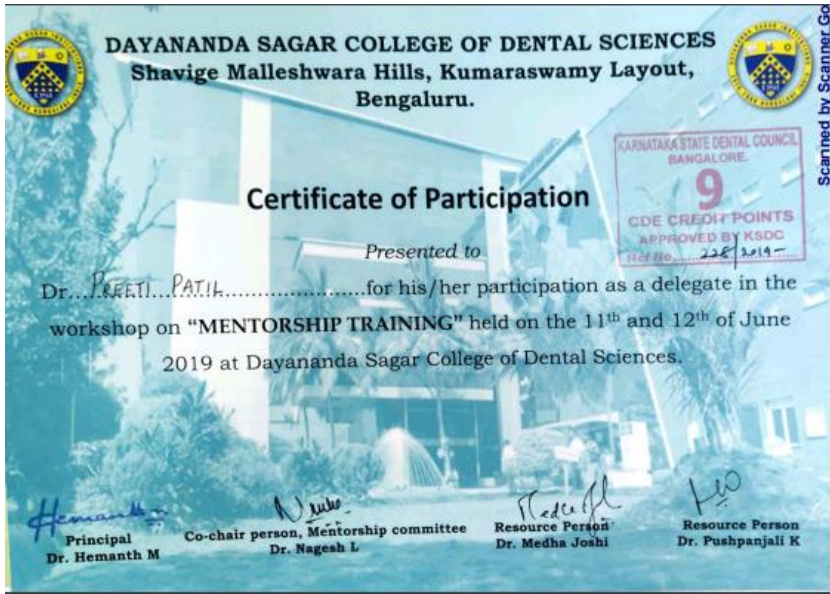 DAYANANDA SAGAR COLLEGE OF DENTAL SCIENCES
Shavige Malleshwara Hills, Kumaraswamy Layout,
Bengaluru.
Scanned by Scanner Go
KARNATAKA STATE DENTAL COUNCIL
BANGALORE.
9
CDE CREDIT POINTS
APPROVED BY KSDC
Ref No......228/2019-
Certificate of Participation
Presented to
Dr...PREETI PATIL......................for his/her participation as a delegate in the
workshop on “MENTORSHIP TRAINING” held on the 11th and 12th of June
2019 at Dayananda Sagar College of Dental Sciences.
Hemanth
Principal
Dr. Hemanth M
Co-chair person, Mentorship committee
Dr. Nagesh L
Resource Person
Dr. Medha Joshi
Resource Person
Dr. Pushpanjali K